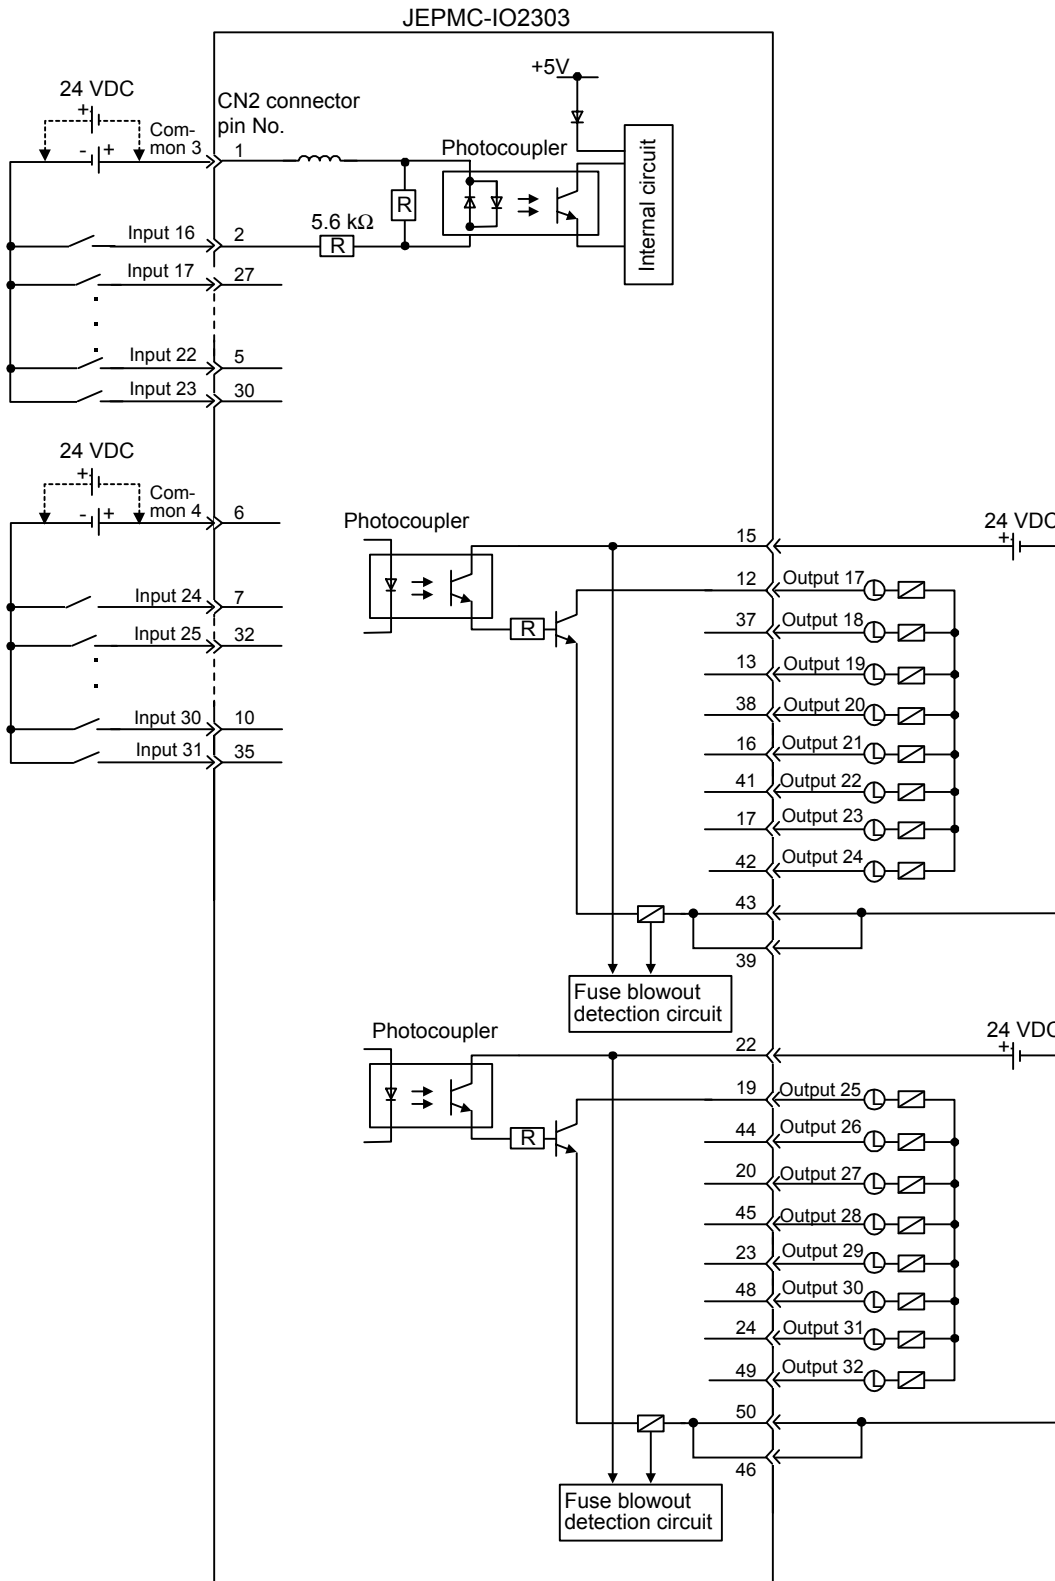 JEPMC-IO2303
+5V
24 VDC
+
CN2 connector
pin No.
Com-
mon 3
- +
1
Photocoupler
Internal circuit
R
5.6 kΩ
R
Input 16
2
Input 17
27
Input 22
5
Input 23
30
24 VDC
+
Com-
mon 4
- +
6
Input 24
7
Input 25
32
Input 30
10
Input 31
35
Photocoupler
R
15
24 VDC
+
12
Output 17
L
37
Output 18
L
13
Output 19
L
38
Output 20
L
16
Output 21
L
41
Output 22
L
17
Output 23
L
42
Output 24
L
43
39
Fuse blowout
detection circuit
Photocoupler
R
22
24 VDC
+
19
Output 25
L
44
Output 26
L
20
Output 27
L
45
Output 28
L
23
Output 29
L
48
Output 30
L
24
Output 31
L
49
Output 32
L
50
46
Fuse blowout
detection circuit